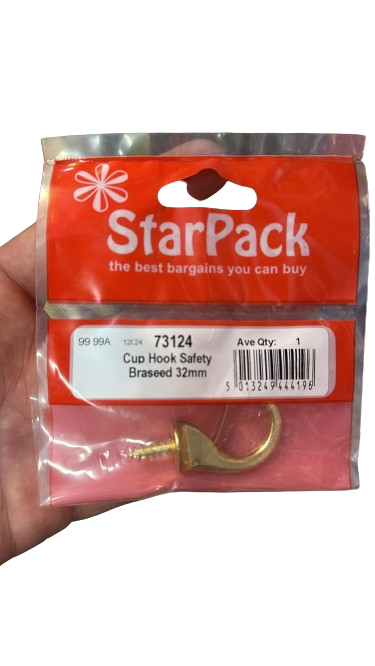 StarPack
the best bargains you can buy
99 99A 12024 73124 Ave Qty: 1
Cup Hook Safety
Braseed 32mm
5 013249 444196